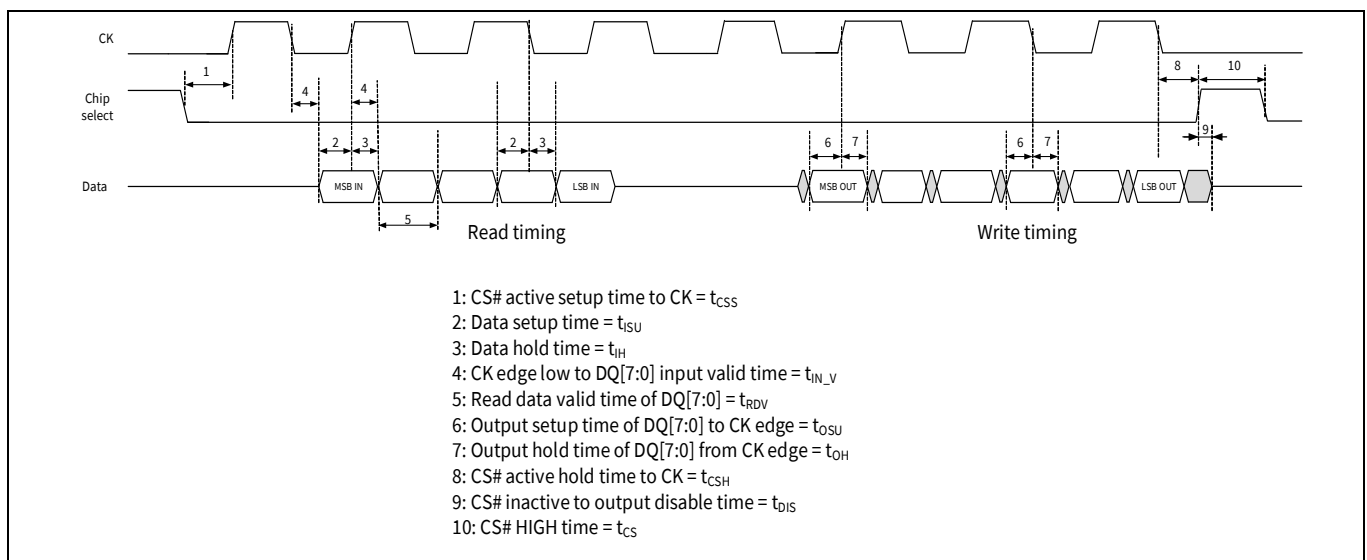 CK
1
8
10
4
4
Chip
select
9
2
3
2
3
6
7
6
7
Data
MSB IN
LSB IN
MSB OUT
LSB OUT
5
Read timing
Write timing
1: CS# active setup time to CK = tCSS
2: Data setup time = tISU
3: Data hold time = tIH
4: CK edge low to DQ[7:0] input valid time = tIN_V
5: Read data valid time of DQ[7:0] = tRDV
6: Output setup time of DQ[7:0] to CK edge = tOSU
7: Output hold time of DQ[7:0] from CK edge = tOH
8: CS# active hold time to CK = tCSH
9: CS# inactive to output disable time = tDIS
10: CS# HIGH time = tCS